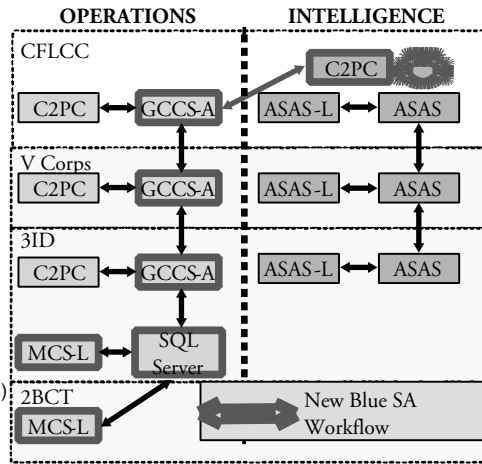 OPERATIONS INTELLIGENCE
CFLCC
C2PC
C2PC GCCS-A ASAS-L ASAS
V Corps
C2PC GCCS-A ASAS-L ASAS
3ID
C2PC GCCS-A ASAS-L ASAS
MCS-L SQL
Server
)
2BCT
MCS-L
New Blue SA
Workflow